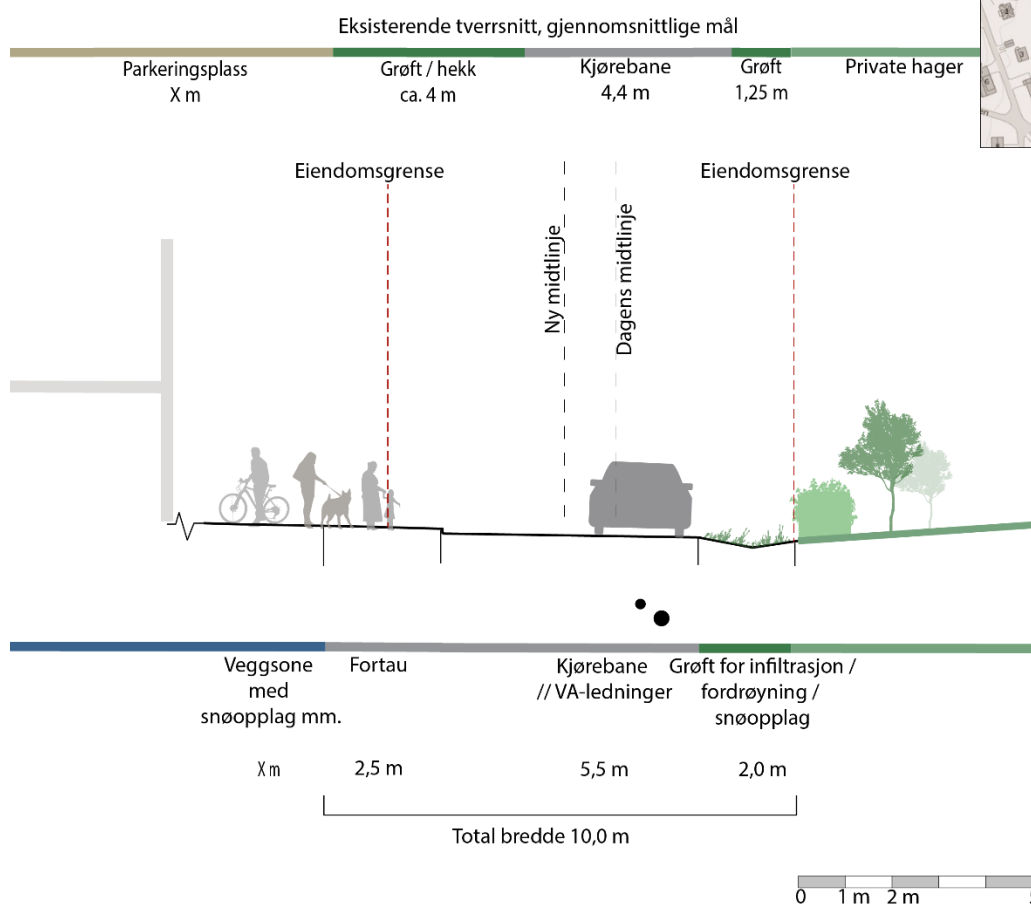 Eksisterende tverrsnitt, gjennomsnittlige mål
Parkeringsplass
X m
Grøft / hekk
ca. 4 m
Kjørebane
4,4 m
Grøft
1,25 m
Private hager
Eiendomsgrense
Eiendomsgrense
Ny midtlinje
Dagens midtlinje
Veggsone
med
snøopplag mm.
Fortau
Kjørebane
// VA-ledninger
Grøft for infiltrasjon /
fordrøyning /
snøopplag
X m
2,5 m
5,5 m
2,0 m
Total bredde 10,0 m
0 1 m 2 m